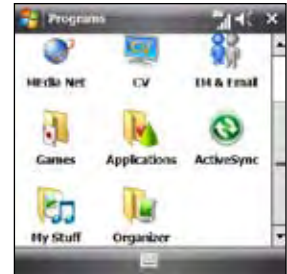 Programs
MEdia Net CV IM & Email
Games Applications ActiveSync
My Stuff Organizer